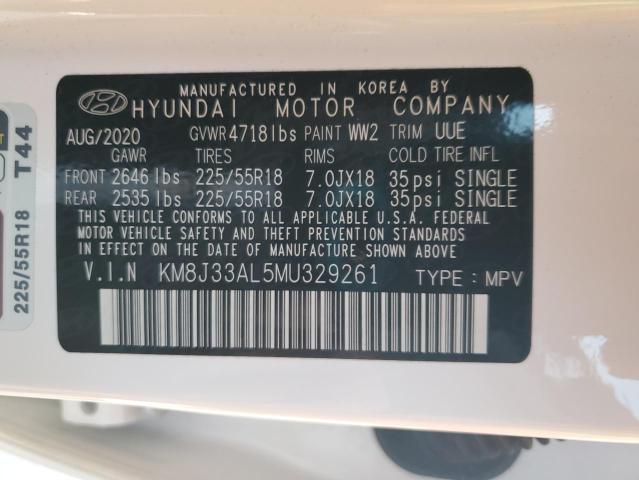 MANUFACTURED IN KOREA BY
HYUNDAI MOTOR COMPANY
AUG/2020 GVWR 4718lbs PAINT WW2 TRIM UUE
GAWR TIRES RIMS COLD TIRE INFL
FRONT 2646lbs 225/55R18 7.0JX18 35psi SINGLE
REAR 2535lbs 225/55R18 7.0JX18 35psi SINGLE
THIS VEHICLE CONFORMS TO ALL APPLICABLE U.S.A. FEDERAL
MOTOR VEHICLE SAFETY AND THEFT PREVENTION STANDARDS
IN EFFECT ON THE DATE OF MANUFACTURE SHOWN ABOVE.
V.I.N KM8J33AL5MU329261 TYPE : MPV
225/55R18 T44